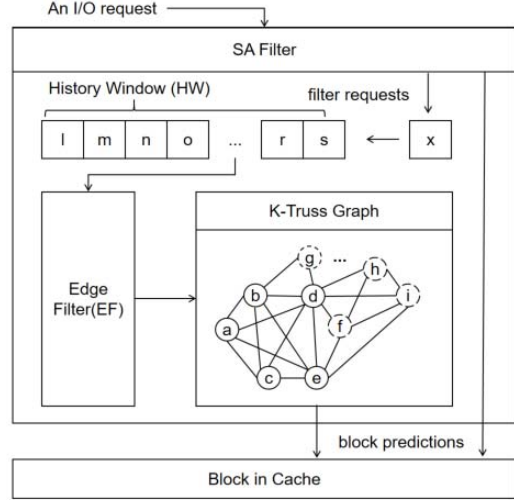 An I/O request
SA Filter
History Window (HW)
filter requests
l m n o ... r s x
K-Truss Graph
Edge
Filter(EF)
g ... h
b d i
f
a
c e
block predictions
Block in Cache